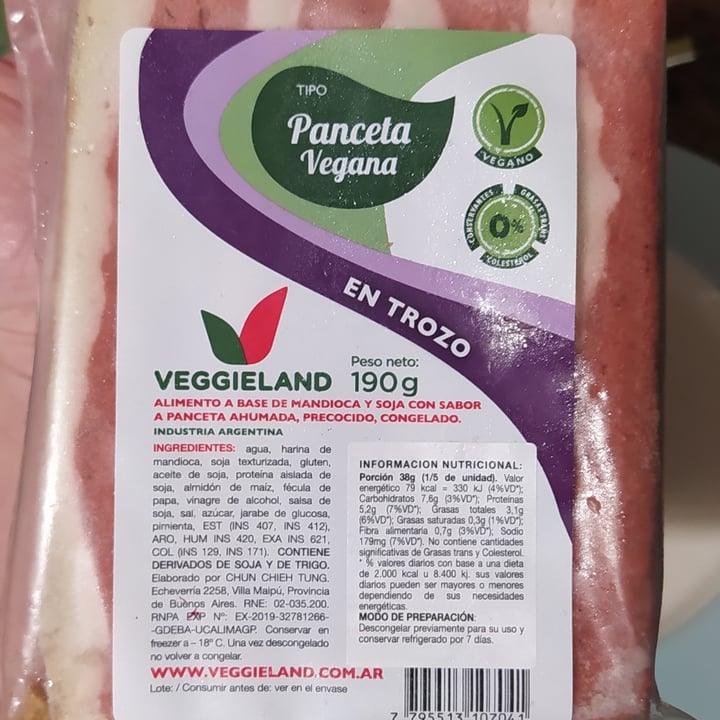 TIPO
Panceta
Vegana
VEGANO
CONSERVANTES
GRASAS TRANS
0%
COLESTEROL
EN TROZO
VEGGIELAND
Peso neto:
190g
ALIMENTO A BASE DE MANDIOCA Y SOJA CON SABOR
A PANCETA AHUMADA, PRECOCIDO, CONGELADO.
INDUSTRIA ARGENTINA
INGREDIENTES: agua, harina de
mandioca, soja texturizada, gluten,
aceite de soja, proteína aislada de
soja, almidón de maíz, fécula de
papa, vinagre de alcohol, salsa de
soja, sal, azúcar, jarabe de glucosa,
pimienta, EST (INS 407, INS 412),
ARO, HUM INS 420, EXA INS 621,
COL (INS 129, INS 171). CONTIENE
DERIVADOS DE SOJA Y DE TRIGO.
Elaborado por CHUN CHIEH TUNG.
Echeverría 2258, Villa Maipú, Provincia
de Buenos Aires. RNE: 02-035.200.
RNPA EXP Nº: EX-2019-32781266-
-GDEBA-UCALIMAGP. Conservar en
freezer a – 18º C. Una vez descongelado
no volver a congelar.
WWW.VEGGIELAND.COM.AR
Lote: / Consumir antes de: ver en el envase
INFORMACION NUTRICIONAL:
Porción 38g (1/5 de unidad). Valor
energético 79 kcal = 330 kJ (4%VD*);
Carbohidratos 7,6g (3%VD*); Proteínas
5,2g (7%VD*); Grasas totales 3,1g
(6%VD*); Grasas saturadas 0,3g (1%VD*);
Fibra alimentaria 0,7g (3%VD*); Sodio
179mg (7%VD*). No contiene cantidades
significativas de Grasas trans y Colesterol.
* % valores diarios con base a una dieta
de 2.000 kcal u 8.400 kj. sus valores
diarios pueden ser mayores o menores
dependiendo de sus necesidades
energéticas.
MODO DE PREPARACIÓN:
Descongelar previamente para su uso y
conservar refrigerado por 7 días.
7 795513 107041